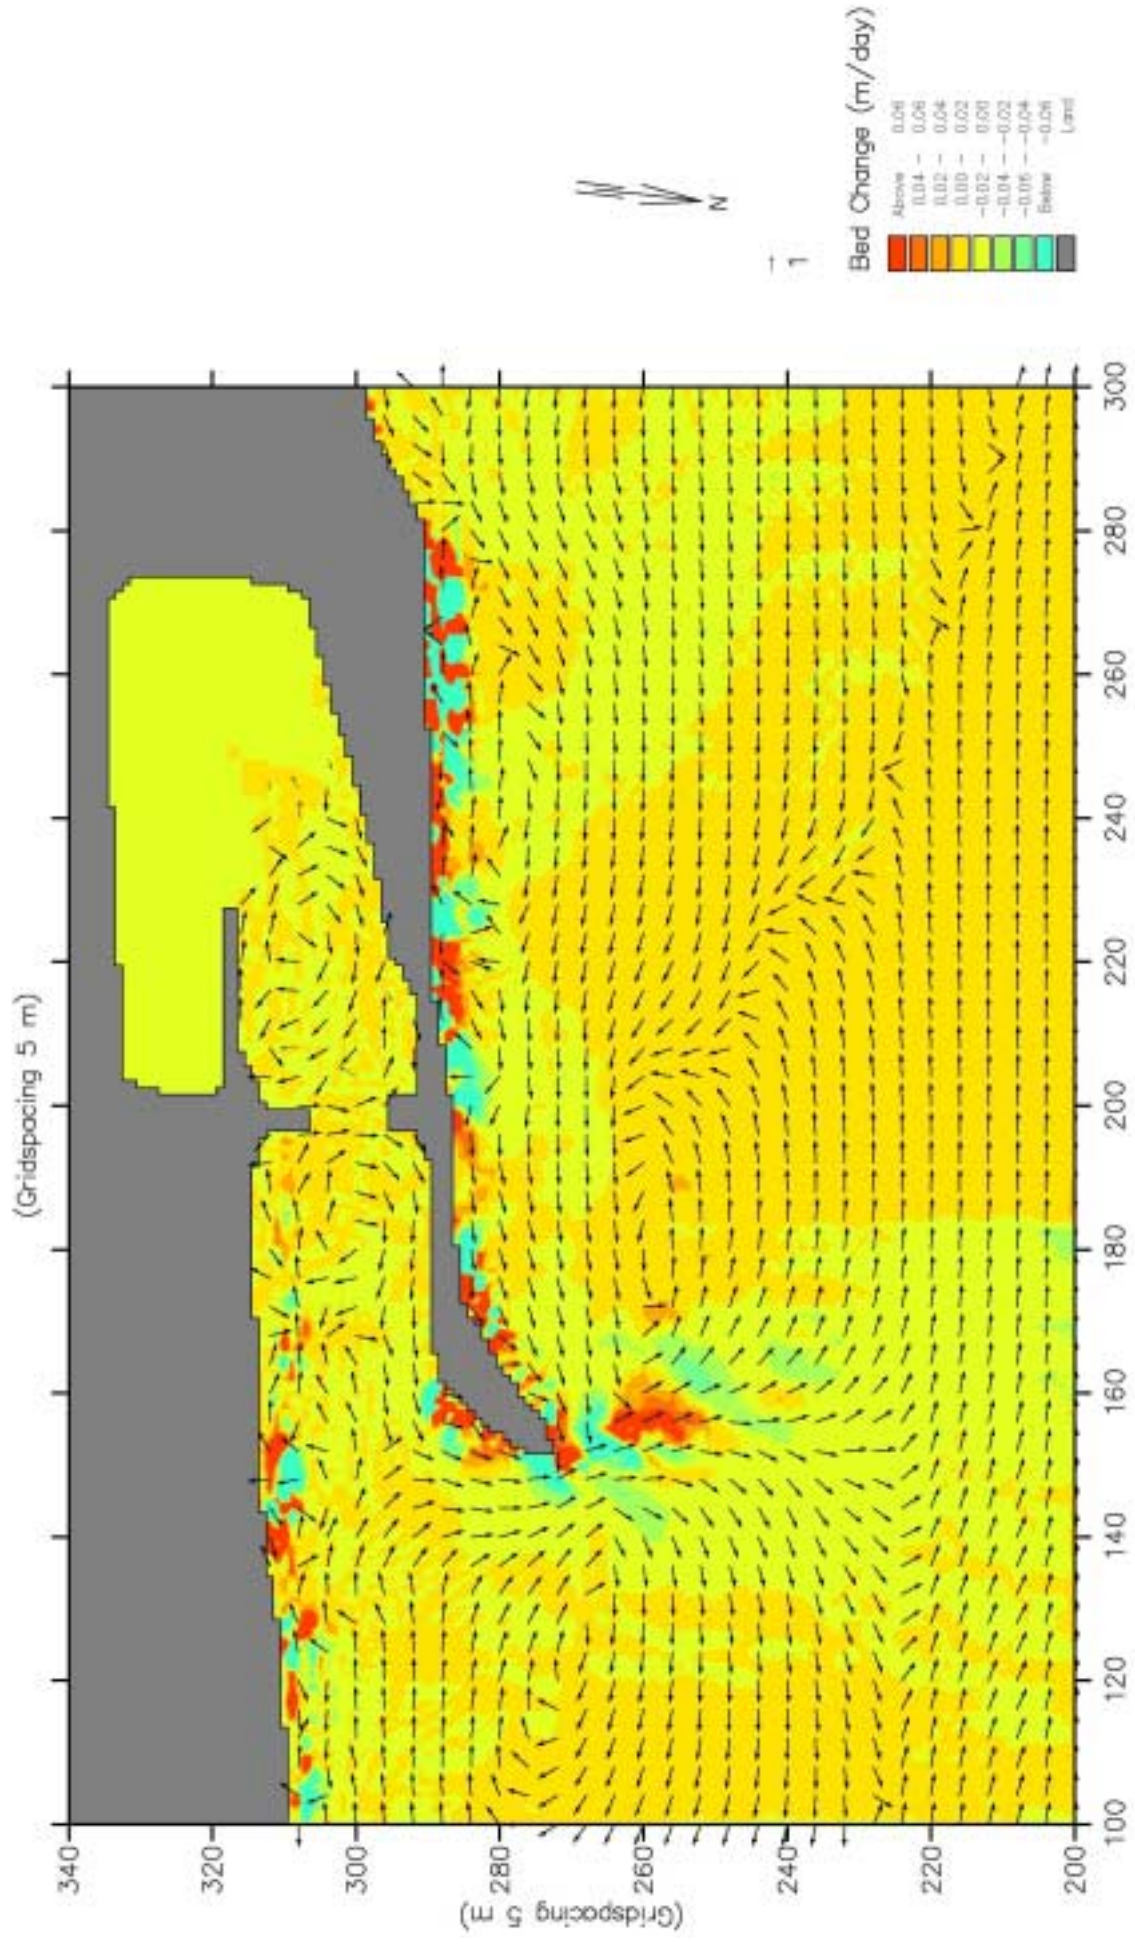 (Gridspacing 5 m)
340
320
300
280
260
240
220
200
(Gridspacing 5 m)
100
120
140
160
180
200
220
240
260
280
300
N
1
Bed Change (m/day)
Above 0.06
0.04 – 0.06
0.02 – 0.04
0.00 – 0.02
-0.02 – 0.00
-0.04 – -0.02
-0.06 – -0.04
Below -0.06
Land